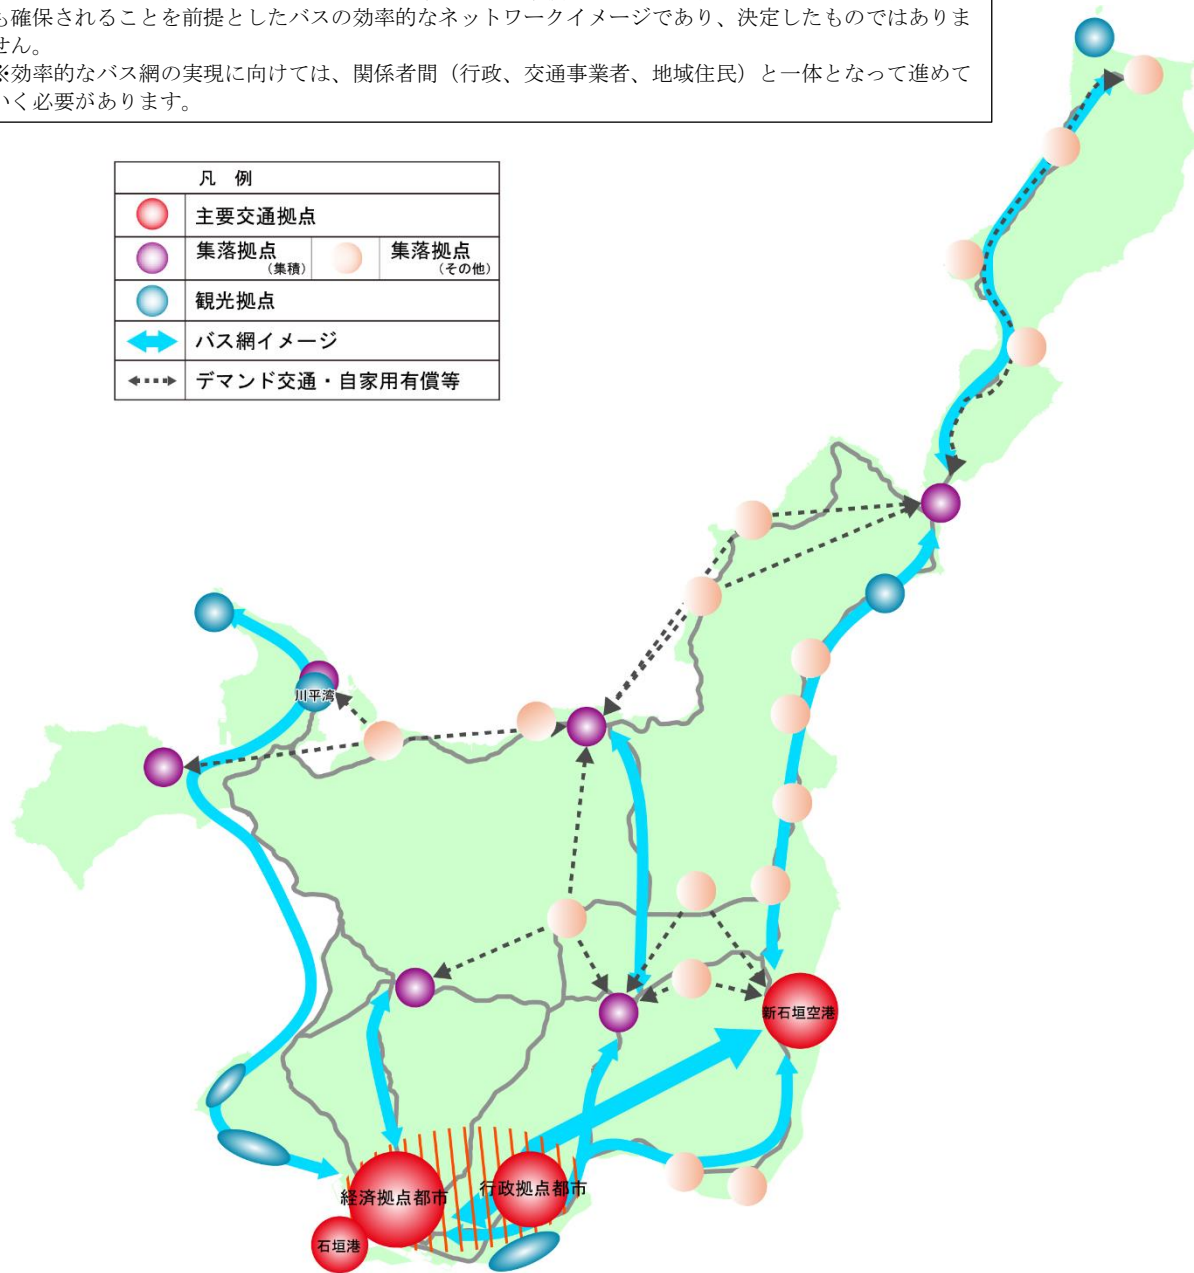 も確保されることを前提としたバスの効率的なネットワークイメージであり、決定したものではありま
せん。
※効率的なバス網の実現に向けては、関係者間（行政、交通事業者、地域住民）と一体となって進めて
いく必要があります。
凡 例
主要交通拠点
集落拠点 集落拠点
（集積） （その他）
観光拠点
バス網イメージ
デマンド交通・自家用有償等
川平湾
新石垣空港
経済拠点都市
行政拠点都市
石垣港